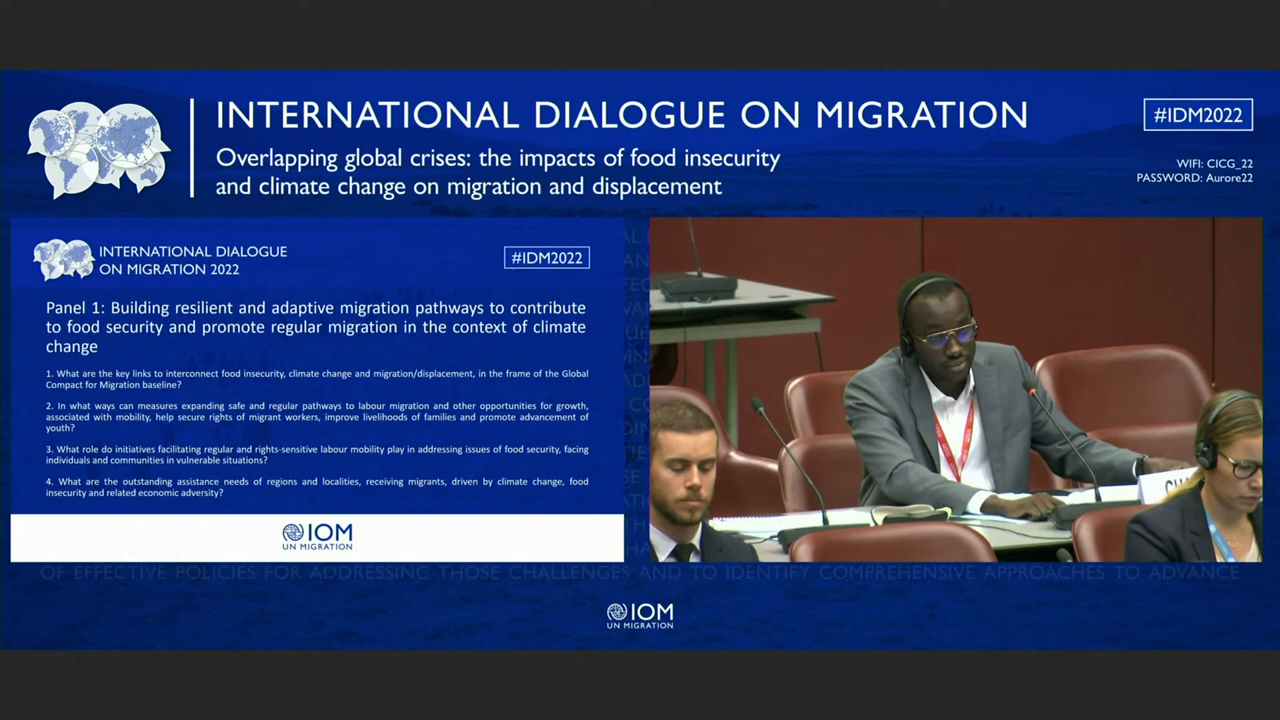 INTERNATIONAL DIALOGUE ON MIGRATION
Overlapping global crises: the impacts of food insecurity
and climate change on migration and displacement
#IDM2022
WIFI: CICG_22
PASSWORD: Aurore22
INTERNATIONAL DIALOGUE
ON MIGRATION 2022
#IDM2022
Panel 1: Building resilient and adaptive migration pathways to contribute
to food security and promote regular migration in the context of climate
change
1. What are the key links to interconnect food insecurity, climate change and migration/displacement, in the frame of the Global
Compact for Migration baseline?
2. In what ways can measures expanding safe and regular pathways to labour migration and other opportunities for growth,
associated with mobility, help secure rights of migrant workers, improve livelihoods of families and promote advancement of
youth?
3. What role do initiatives facilitating regular and rights-sensitive labour mobility play in addressing issues of food security, facing
individuals and communities in vulnerable situations?
4. What are the outstanding assistance needs of regions and localities, receiving migrants, driven by climate change, food
insecurity and related economic adversity?
IOM
UN MIGRATION
OF EFFECTIVE POLICIES FOR ADDRESSING THOSE CHALLENGES AND TO IDENTIFY COMPREHENSIVE APPROACHES TO ADVANCE
IOM
UN MIGRATION